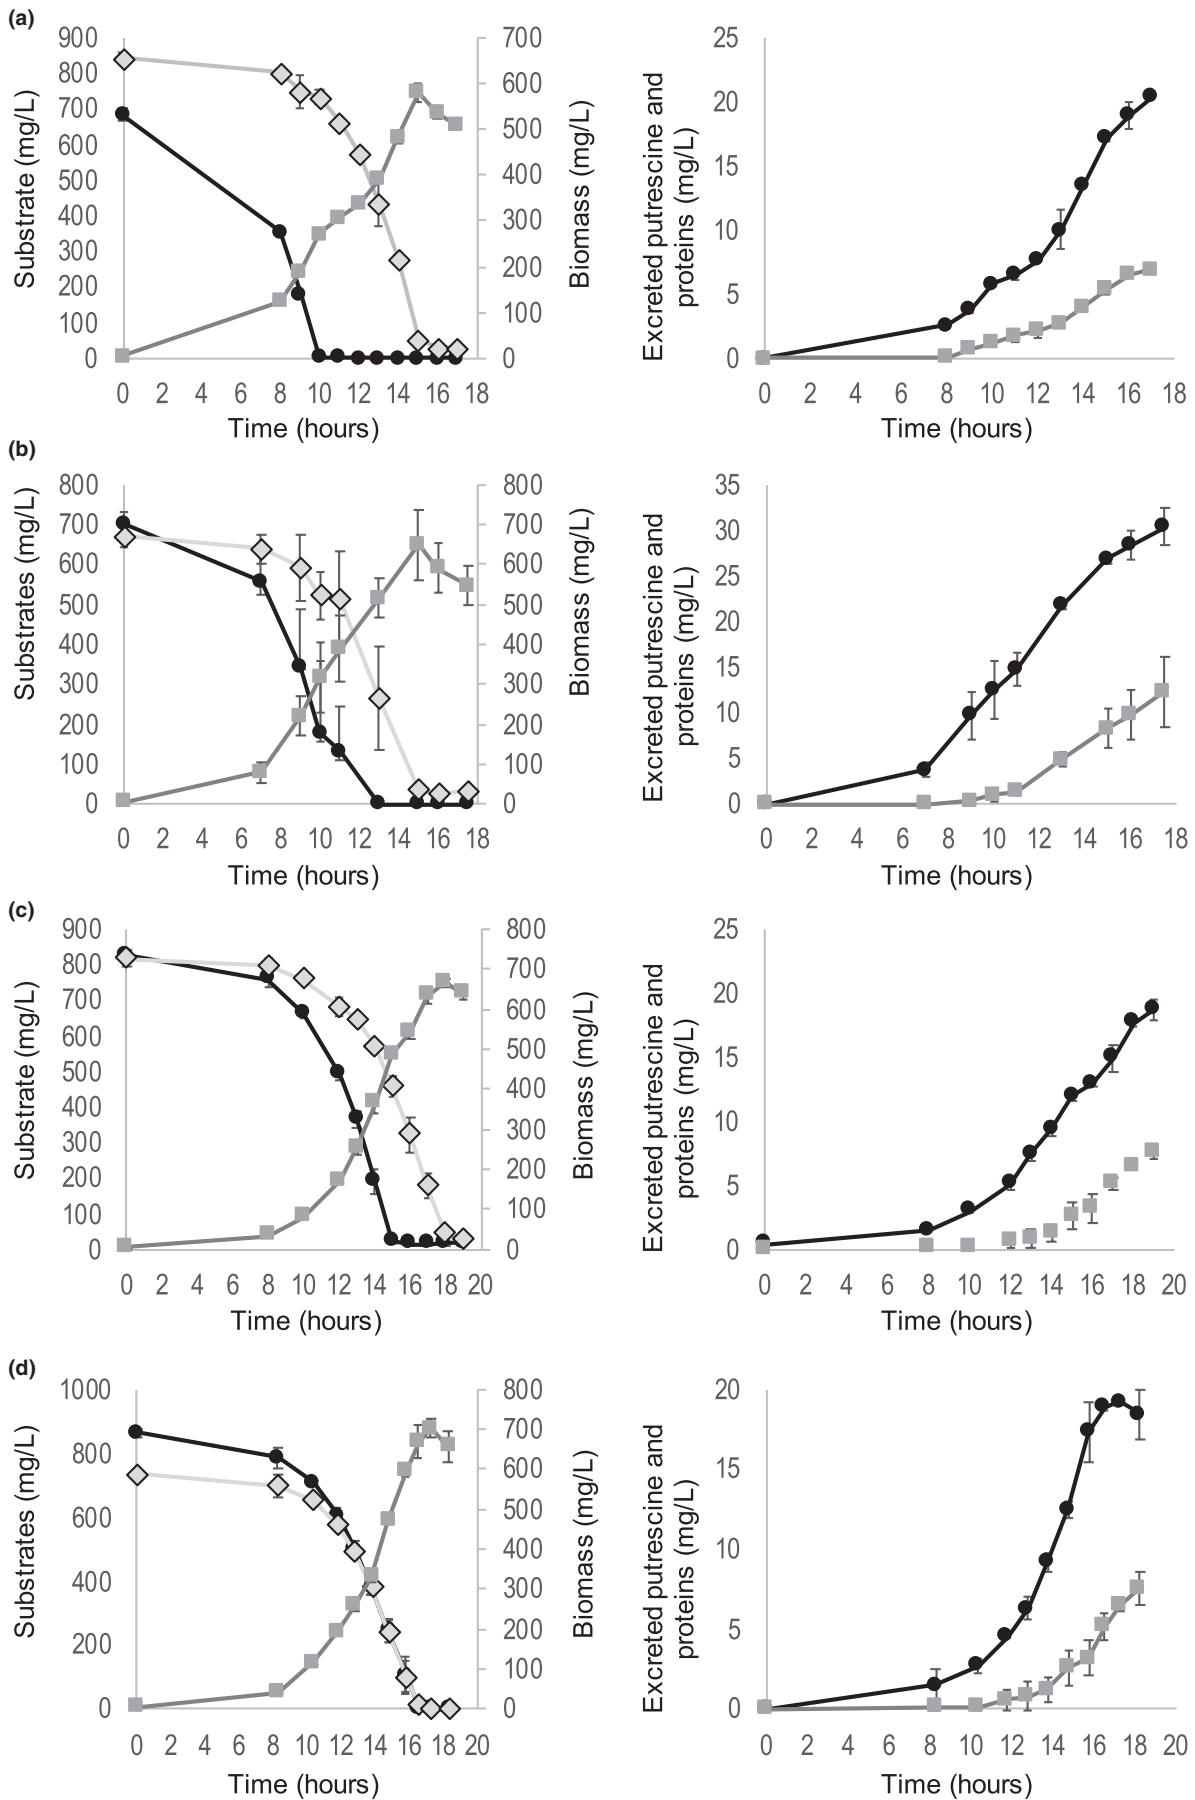 (a)
900
800
700
600
500
400
300
200
100
0
Substrate (mg/L)
700
600
500
400
300
200
100
0
Biomass (mg/L)
0 2 4 6 8 10 12 14 16 18
Time (hours)
25
20
15
10
5
0
Excreted putrescine and
proteins (mg/L)
0 2 4 6 8 10 12 14 16 18
Time (hours)
(b)
800
700
600
500
400
300
200
100
0
Substrates (mg/L)
800
700
600
500
400
300
200
100
0
Biomass (mg/L)
0 2 4 6 8 10 12 14 16 18
Time (hours)
35
30
25
20
15
10
5
0
Excreted putrescine and
proteins (mg/L)
0 2 4 6 8 10 12 14 16 18
Time (hours)
(c)
900
800
700
600
500
400
300
200
100
0
Substrate (mg/L)
800
700
600
500
400
300
200
100
0
Biomass (mg/L)
0 2 4 6 8 10 12 14 16 18 20
Time (hours)
25
20
15
10
5
0
Excreted putrescine and
proteins (mg/L)
0 2 4 6 8 10 12 14 16 18 20
Time (hours)
(d)
1000
800
600
400
200
0
Substrates (mg/L)
800
700
600
500
400
300
200
100
0
Biomass (mg/L)
0 2 4 6 8 10 12 14 16 18 20
Time (hours)
20
15
10
5
0
Excreted putrescine and
proteins (mg/L)
0 2 4 6 8 10 12 14 16 18 20
Time (hours)